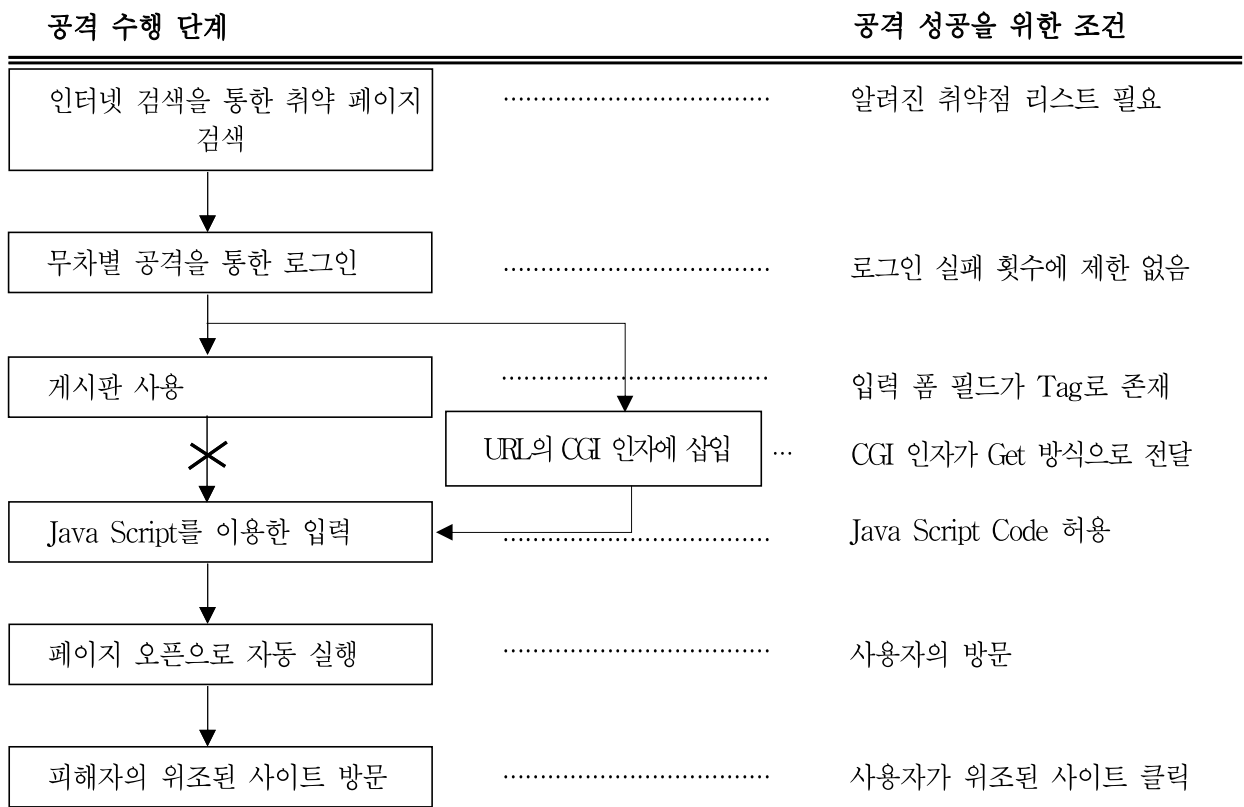 공격 수행 단계 공격 성공을 위한 조건
인터넷 검색을 통한 취약 페이지 ................................. 알려진 취약점 리스트 필요
검색
무차별 공격을 통한 로그인 ................................. 로그인 실패 횟수에 제한 없음
게시판 사용 ................................. 입력 폼 필드가 Tag로 존재
URL의 CGI 인자에 삽입 ... CGI 인자가 Get 방식으로 전달
Java Script를 이용한 입력 ................................. Java Script Code 허용
페이지 오픈으로 자동 실행 ................................. 사용자의 방문
피해자의 위조된 사이트 방문 ................................. 사용자가 위조된 사이트 클릭